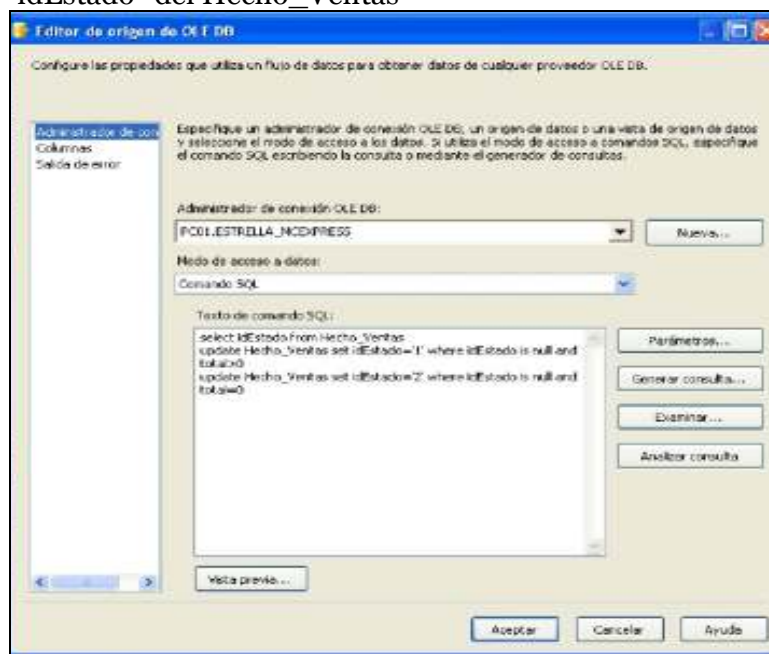 idEstado del Hecho_Ventas
Editor de origen de OLE DB
Configure las propiedades que utiliza un flujo de datos para obtener datos de cualquier proveedor OLE DB.
Administrador de con
Columnas
Salida de error
Especifique un administrador de conexión OLE DB, un origen de datos o una vista de origen de datos
y seleccione el modo de acceso a los datos. Si utiliza el modo de acceso a comandos SQL, especifique
el comando SQL escribiendo la consulta o mediante el generador de consultas.
Administrador de conexión OLE DB:
PC01.ESTRELLA_NCEXPRESS
Nueva...
Modo de acceso a datos:
Comando SQL
Texto de comando SQL:
select idEstado from Hecho_Ventas
update Hecho_Ventas set idEstado='1' where idEstado is null and
total>0
update Hecho_Ventas set idEstado='2' where idEstado is null and
total=0
Parámetros...
Generar consulta...
Examinar...
Analizar consulta
Vista previa...
Aceptar
Cancelar
Ayuda